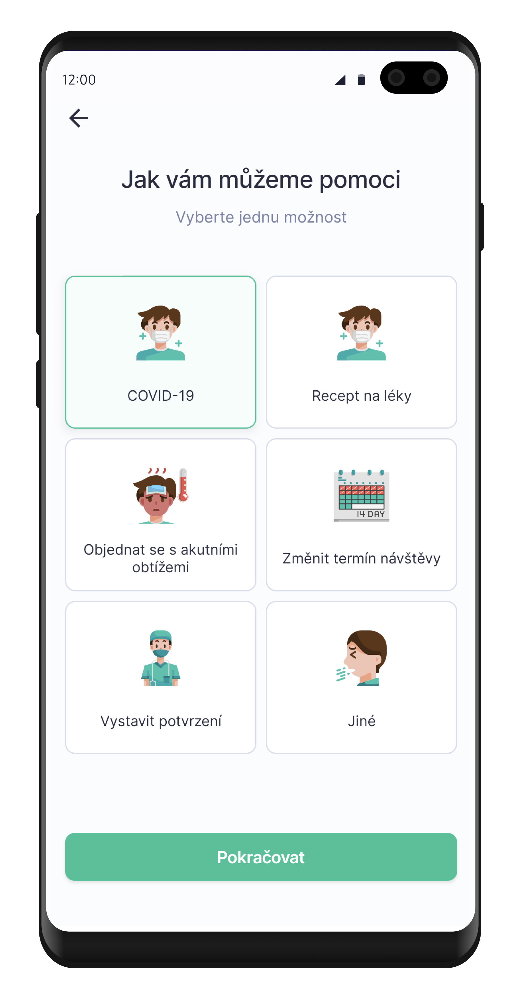 12:00
Jak vám můžeme pomoci
Vyberte jednu možnost
COVID-19
Recept na léky
Objednat se s akutními
obtížemi
14 DAY
Změnit termín návštěvy
Vystavit potvrzení
Jiné
Pokračovat